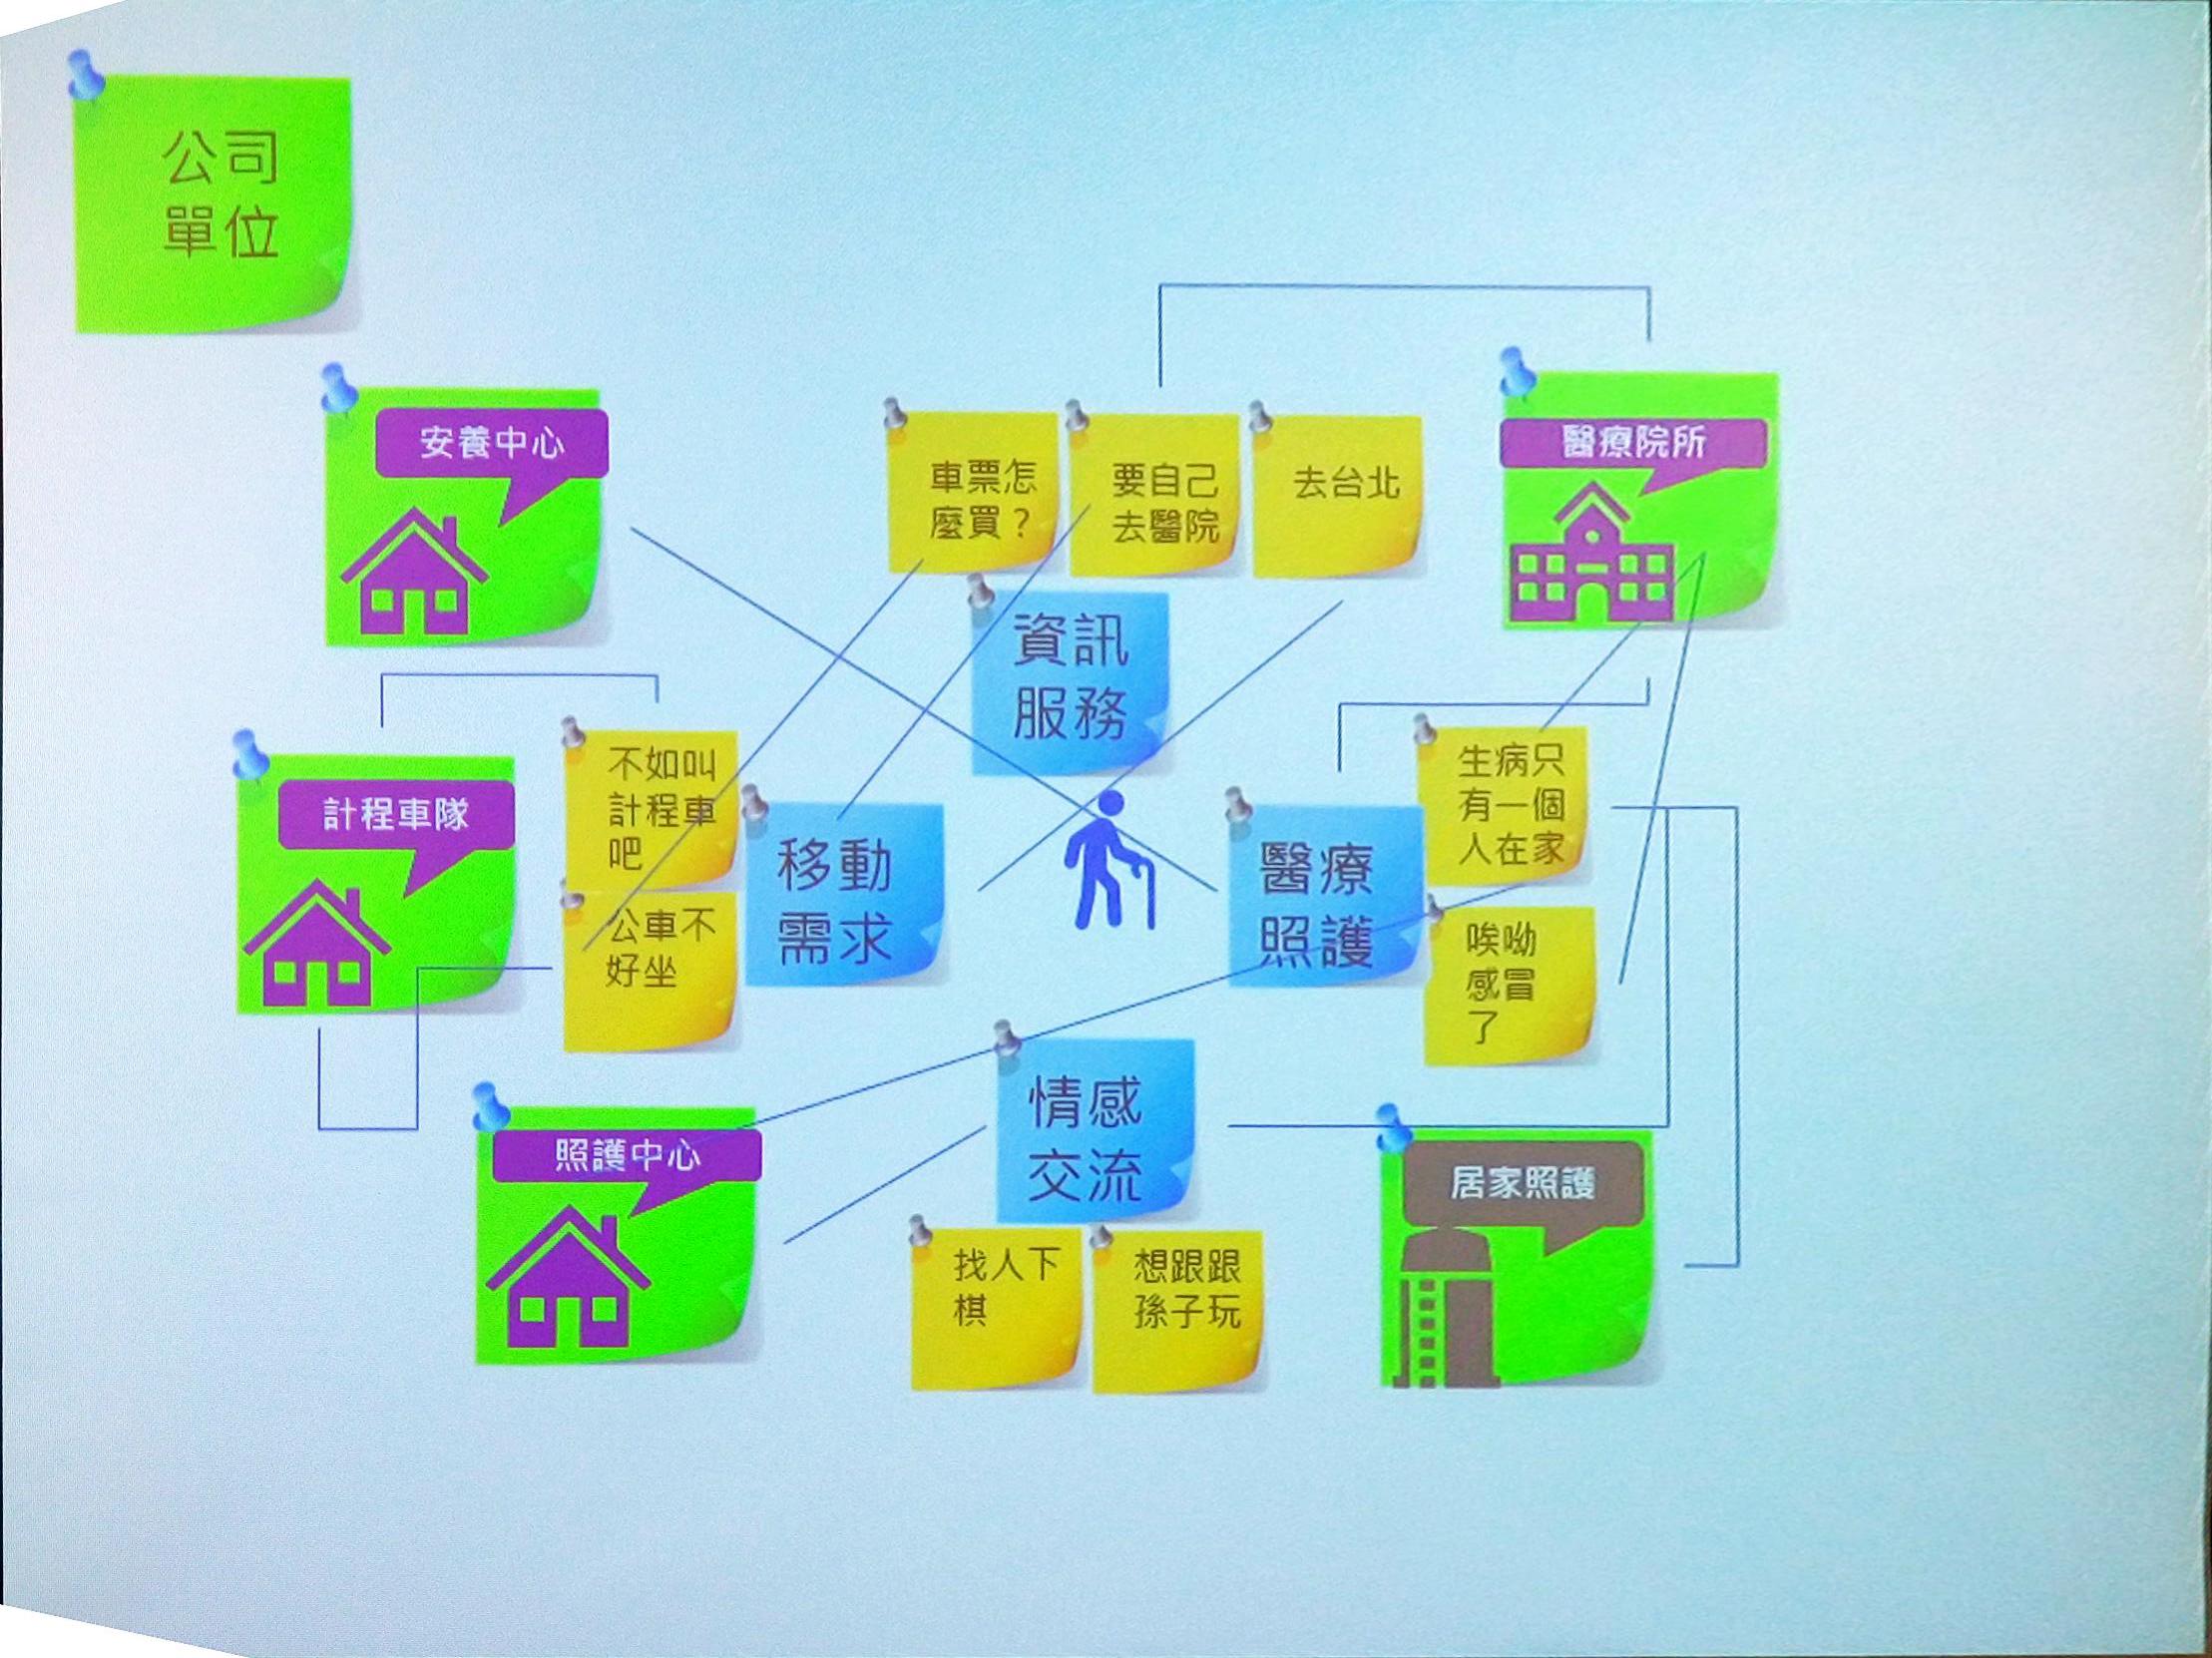 公司
單位
安養中心
車票怎
麼買？
要自己
去醫院
去台北
醫療院所
資訊
服務
計程車隊
不如叫
計程車
吧
公車不
好坐
移動
需求
醫療
照護
生病只
有一個
人在家
唉呦
感冒
了
照護中心
情感
交流
找人下
棋
想跟跟
孫子玩
居家照護